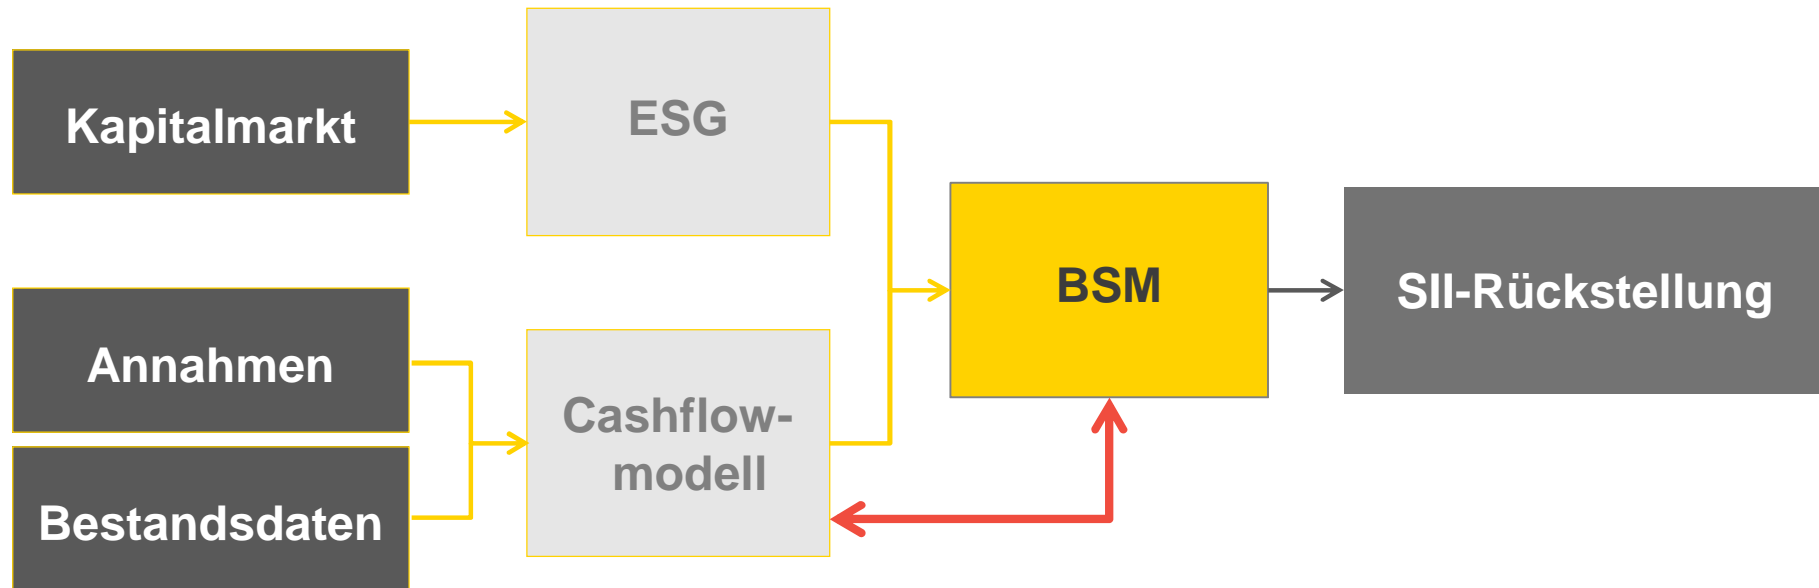 Kapitalmarkt
ESG
Annahmen
Bestandsdaten
Cashflow-
modell
BSM
SII-Rückstellung